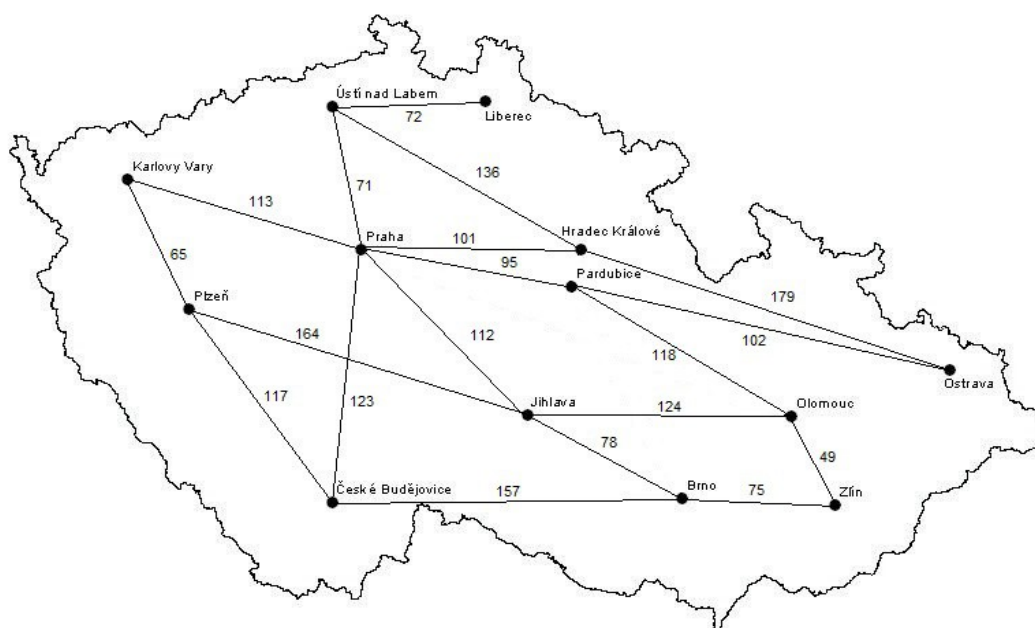 Ústí nad Labem
72
Liberec
Karlovy Vary
136
71
113
Praha
101
Hradec Králové
95
Pardubice
65
179
Plzeň
164
112
118
102
Ostrava
117
123
Jihlava
124
Olomouc
78
49
České Budějovice
157
Brno
75
Zlín